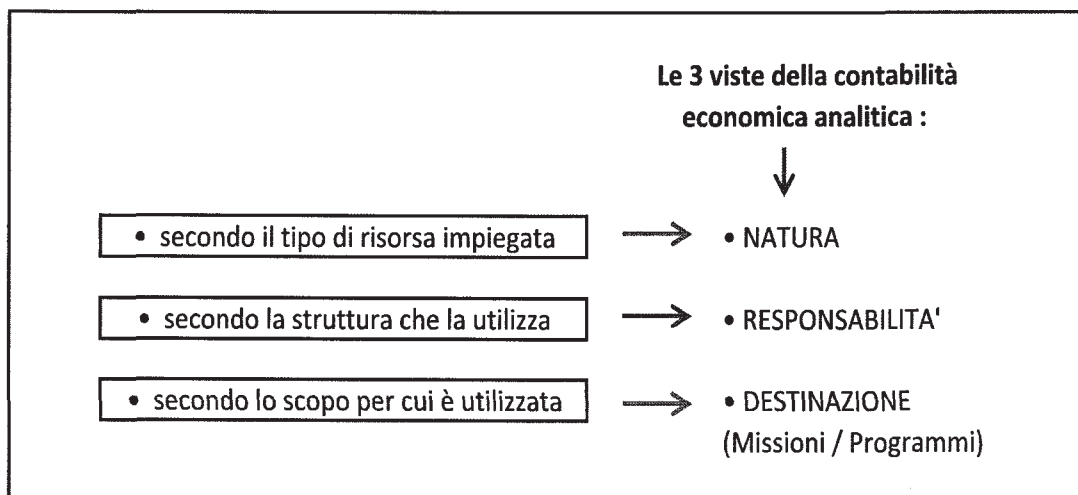 Le 3 viste della contabilità
economica analitica :
• secondo il tipo di risorsa impiegata
• NATURA
• secondo la struttura che la utilizza
• RESPONSABILITA'
• secondo lo scopo per cui è utilizzata
• DESTINAZIONE
(Missioni / Programmi)